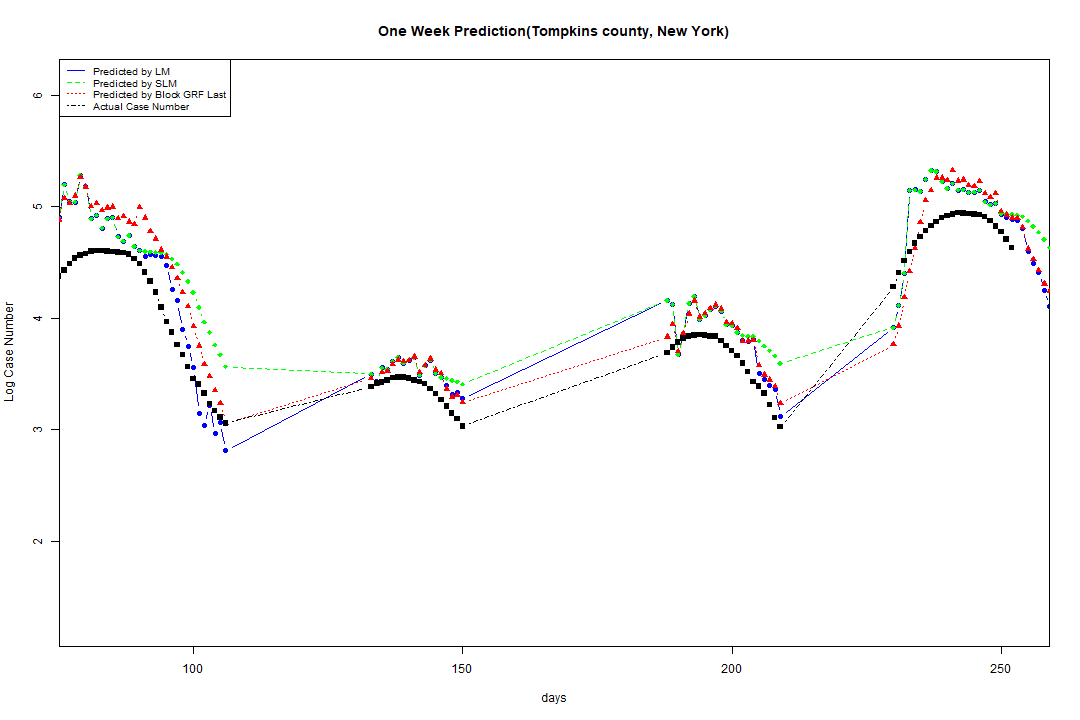 One Week Prediction(Tompkins county, New York)
Predicted by LM
Predicted by SLM
Predicted by Block GRF Last
Actual Case Number
6
5
4
3
2
Log Case Number
100
150
200
250
days